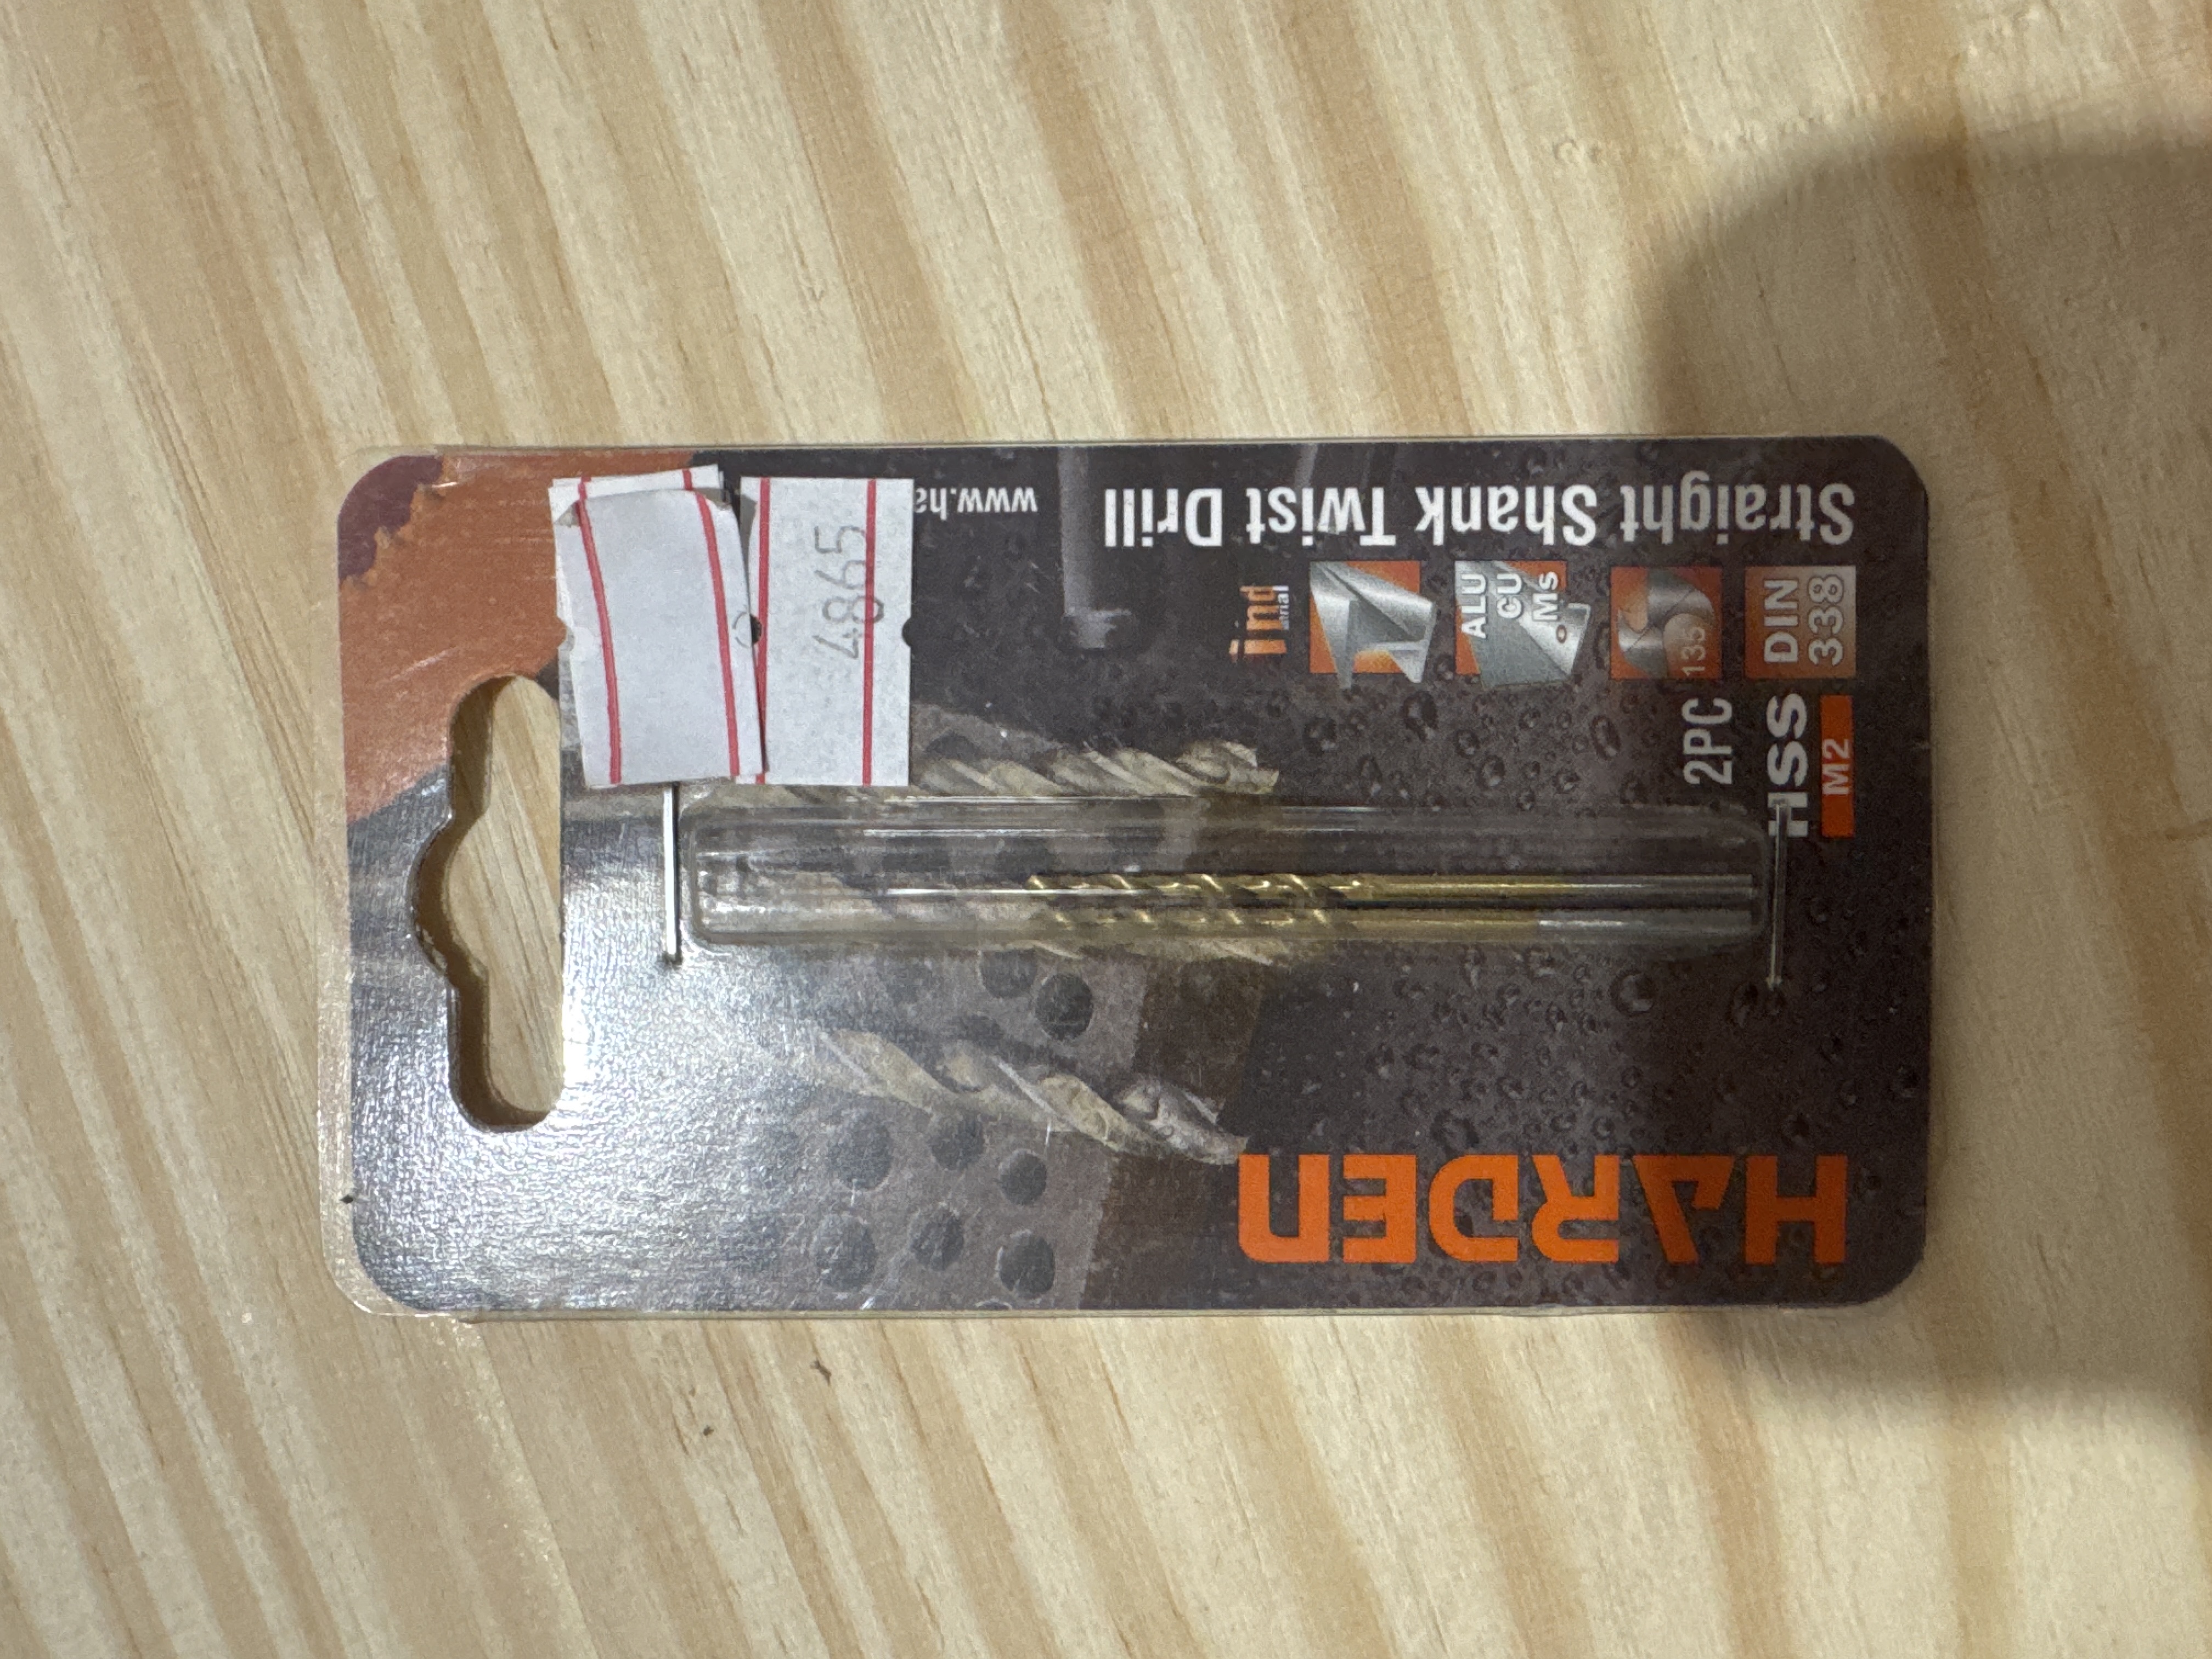 HARDEN
HSS
M2
2PC
DIN
338
135°
ALU
CU
Ms
ind
Straight Shank Twist Drill
www.ha
4865